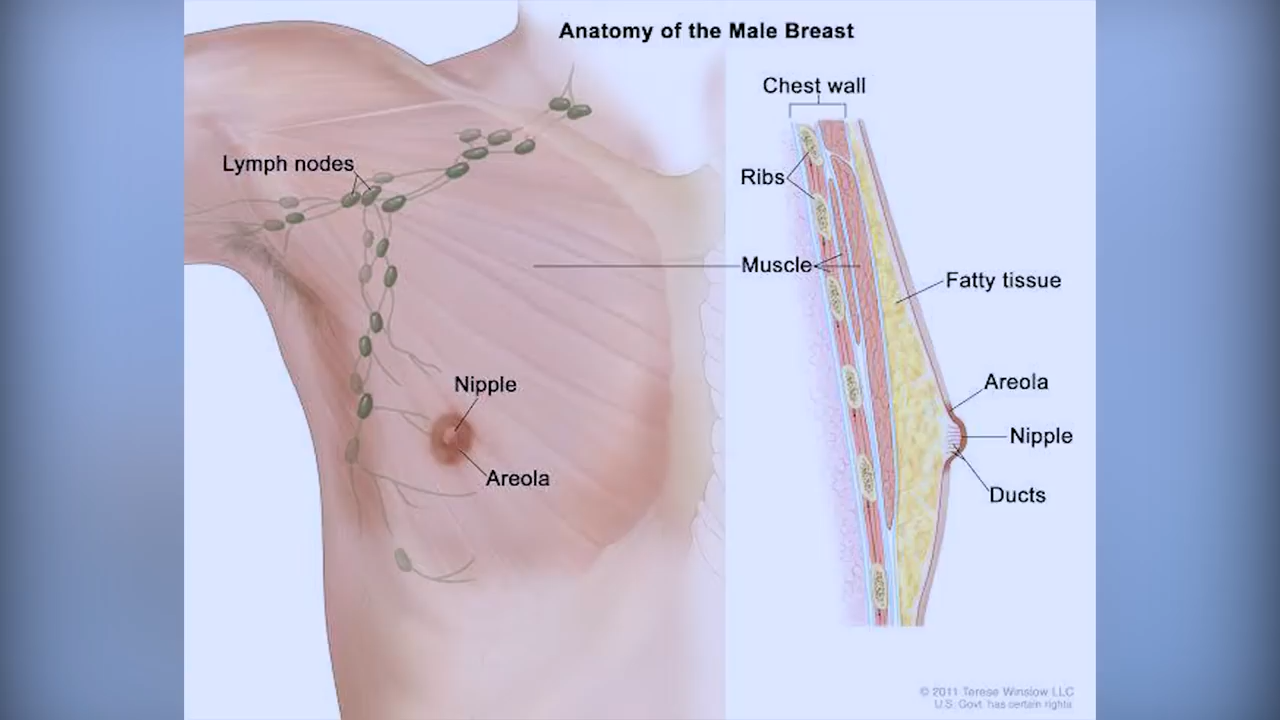 Anatomy of the Male Breast
Lymph nodes
Nipple
Areola
Chest wall
Ribs
Muscle
Fatty tissue
Areola
Nipple
Ducts
© 2011 Terese Winslow LLC
U.S. Govt. has certain rights